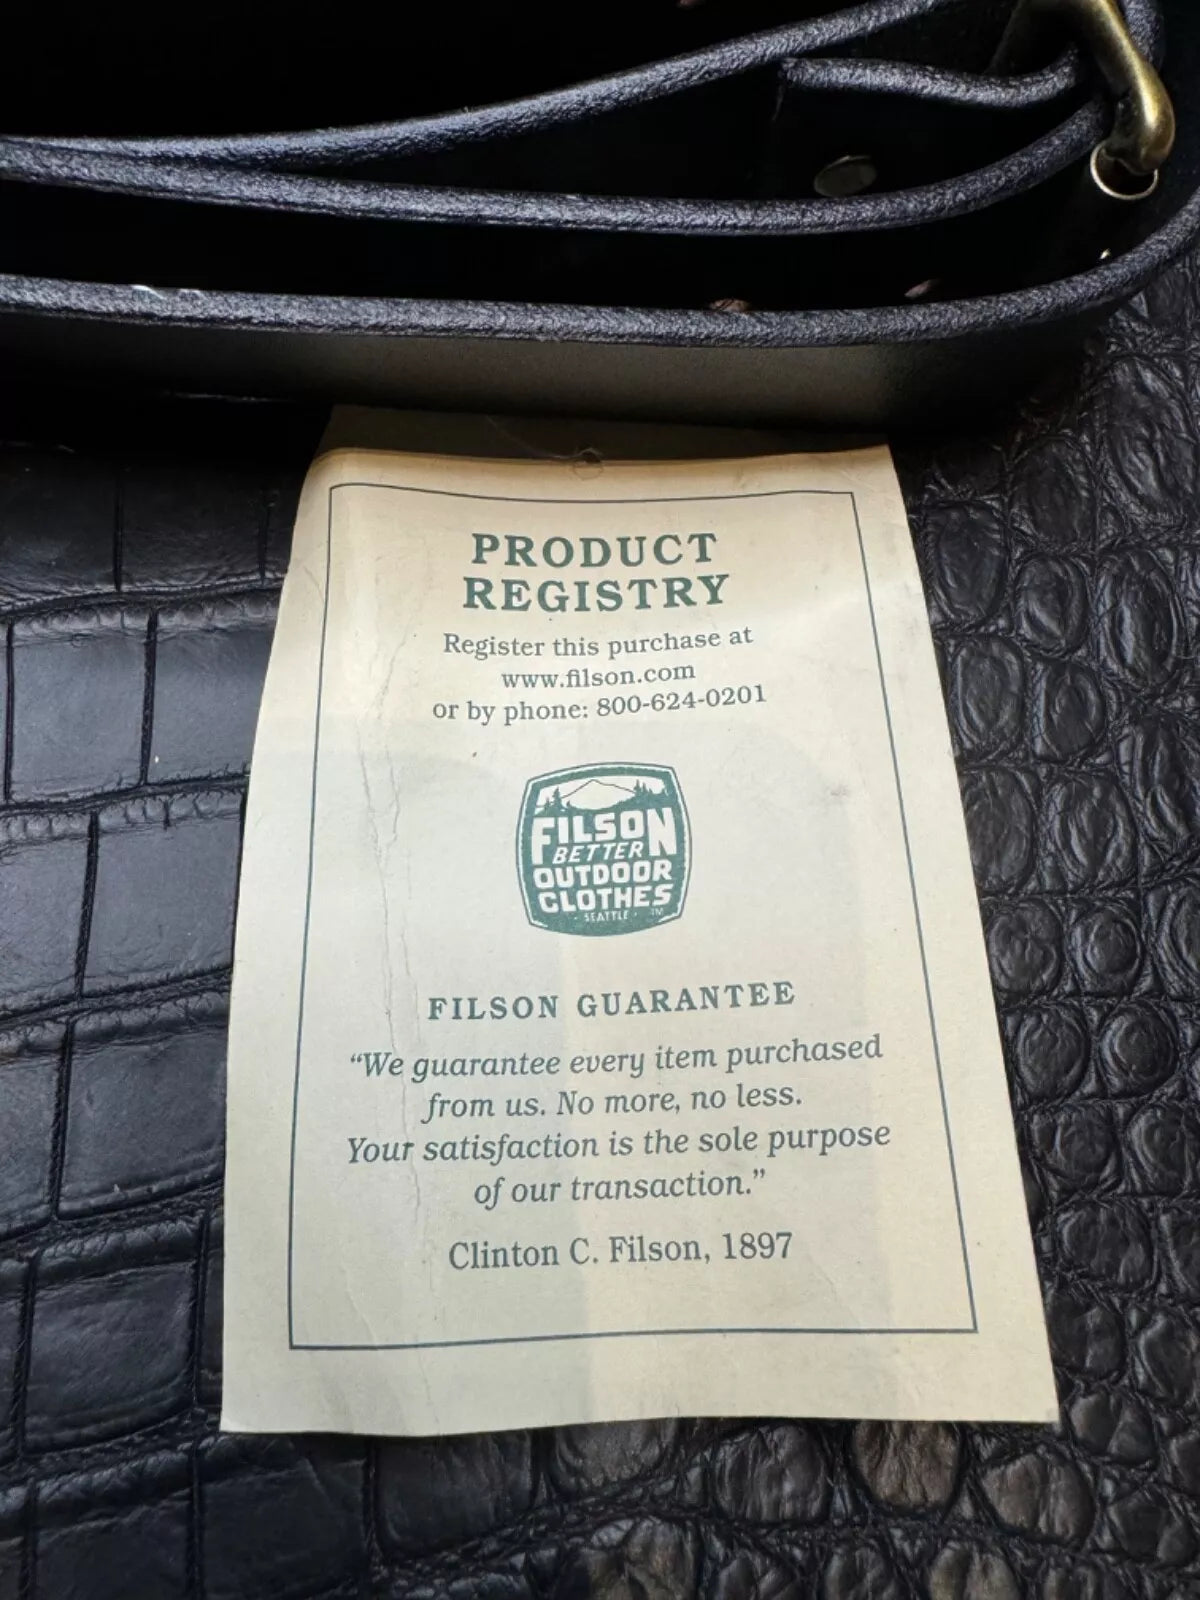 PRODUCT
REGISTRY
Register this purchase at
www.filson.com
or by phone: 800-624-0201
FILSON
BETTER
OUTDOOR
CLOTHES
· SEATTLE · TM
FILSON GUARANTEE
“We guarantee every item purchased
from us. No more, no less.
Your satisfaction is the sole purpose
of our transaction.”
Clinton C. Filson, 1897